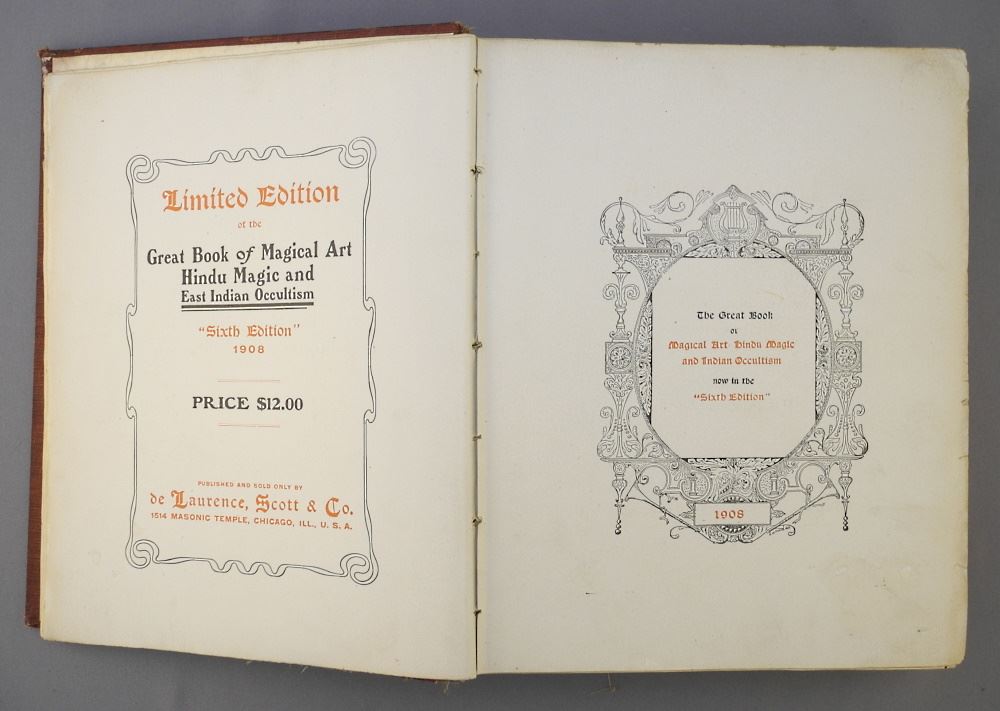 Limited Edition
of the
Great Book of Magical Art
Hindu Magic and
East Indian Occultism
"Sixth Edition"
1908
PRICE $12.00
PUBLISHED AND SOLD ONLY BY
de Laurence, Scott & Co.
1514 MASONIC TEMPLE, CHICAGO, ILL., U. S. A.
The Great Book
of
Magical Art Hindu Magic
and Indian Occultism
now in the
"Sixth Edition"
1908